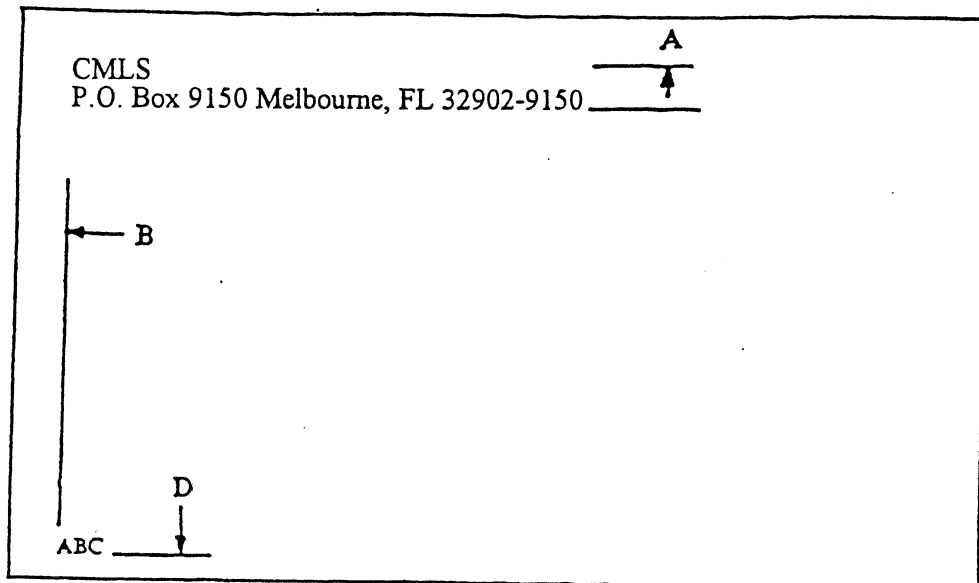 A
CMLS
P.O. Box 9150 Melbourne, FL 32902-9150
B
D
ABC